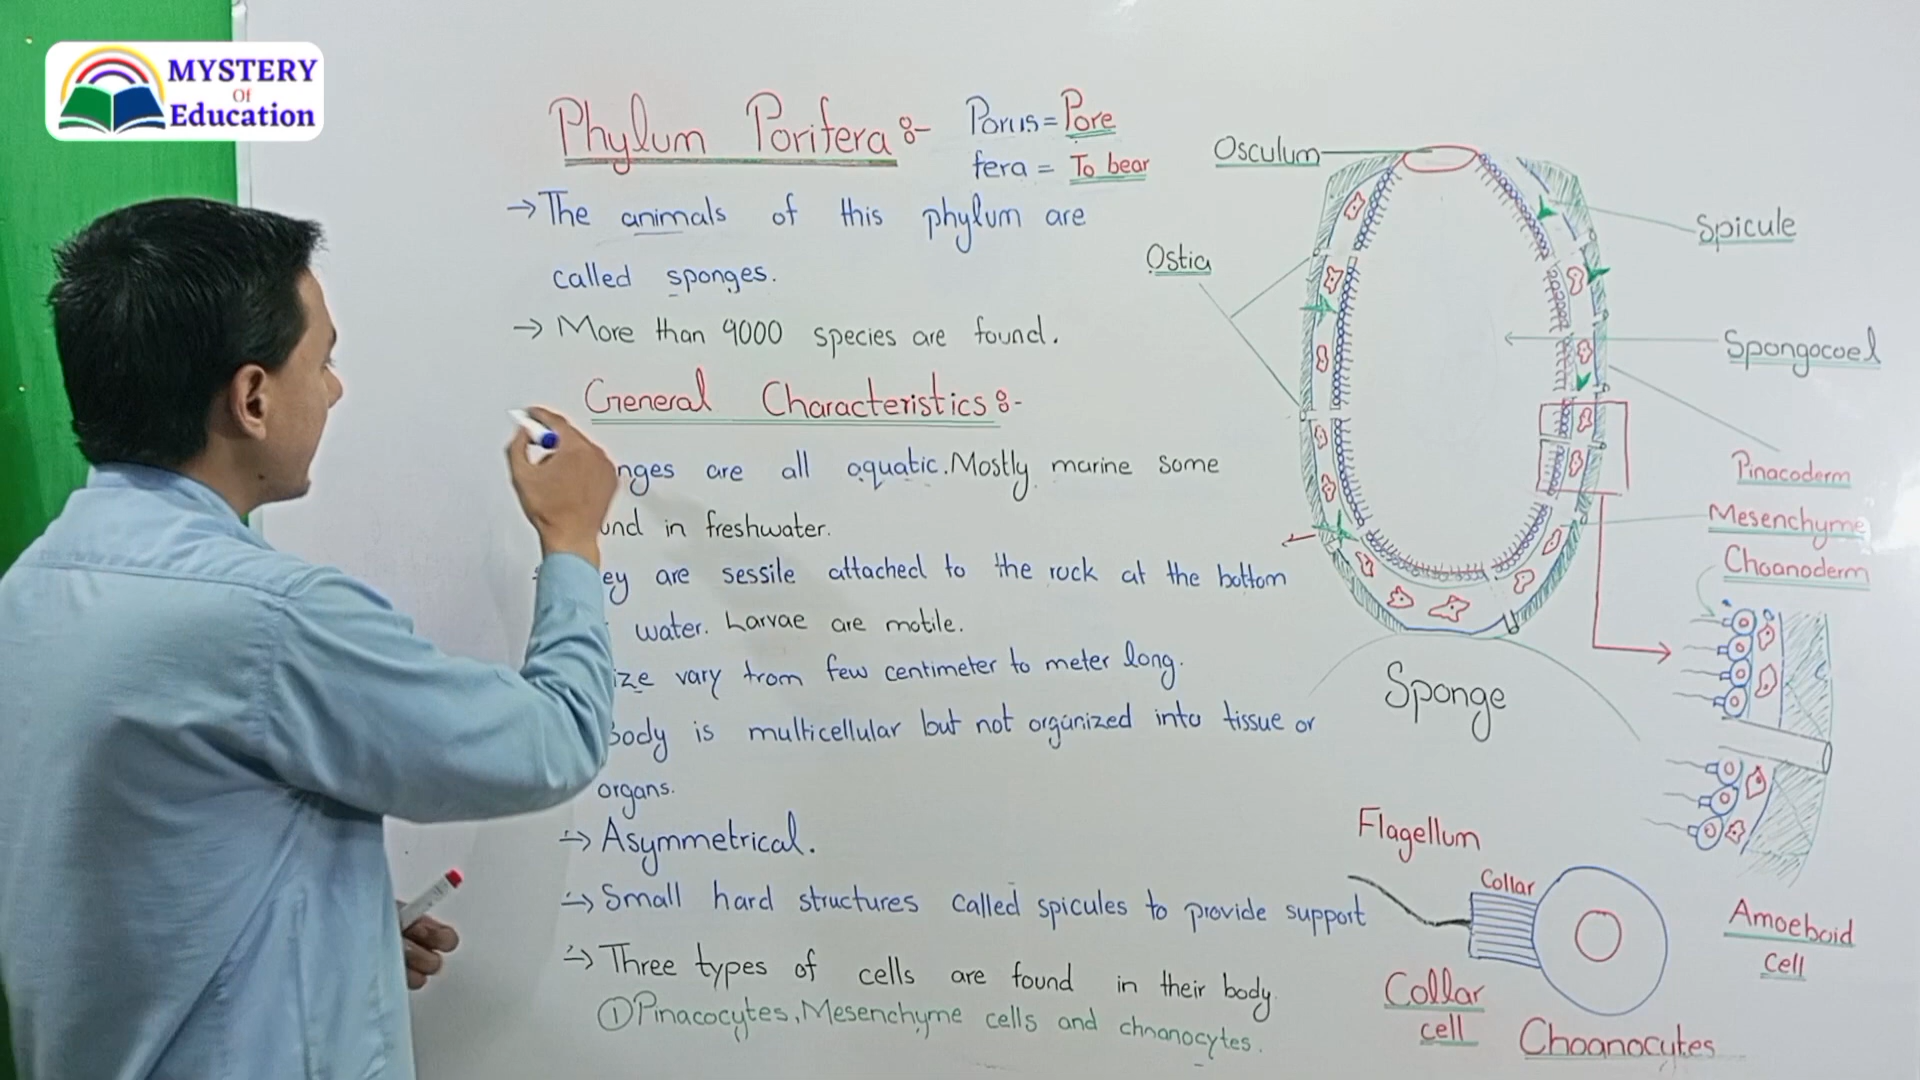 MYSTERY
Of
Education
Phylum Porifera :-
Porus = Pore
fera = To bear
→ The animals of this phylum are
called sponges.
→ More than 9000 species are found.
General Characteristics :-
nges are all aquatic. Mostly marine some
und in freshwater.
ey are sessile attached to the rock at the bottom
water. Larvae are motile.
ize vary from few centimeter to meter long.
Body is multicellular but not organized into tissue or
organs.
→ Asymmetrical.
→ Small hard structures called spicules to provide support
→ Three types of cells are found in their body.
① Pinacocytes, Mesenchyme cells and chnanocytes.
Osculum
Ostia
Spicule
Spongocoel
Pinacoderm
Mesenchyme
Choanoderm
Sponge
Flagellum
Collar
Collar
cell
Choanocytes
Amoeboid
cell